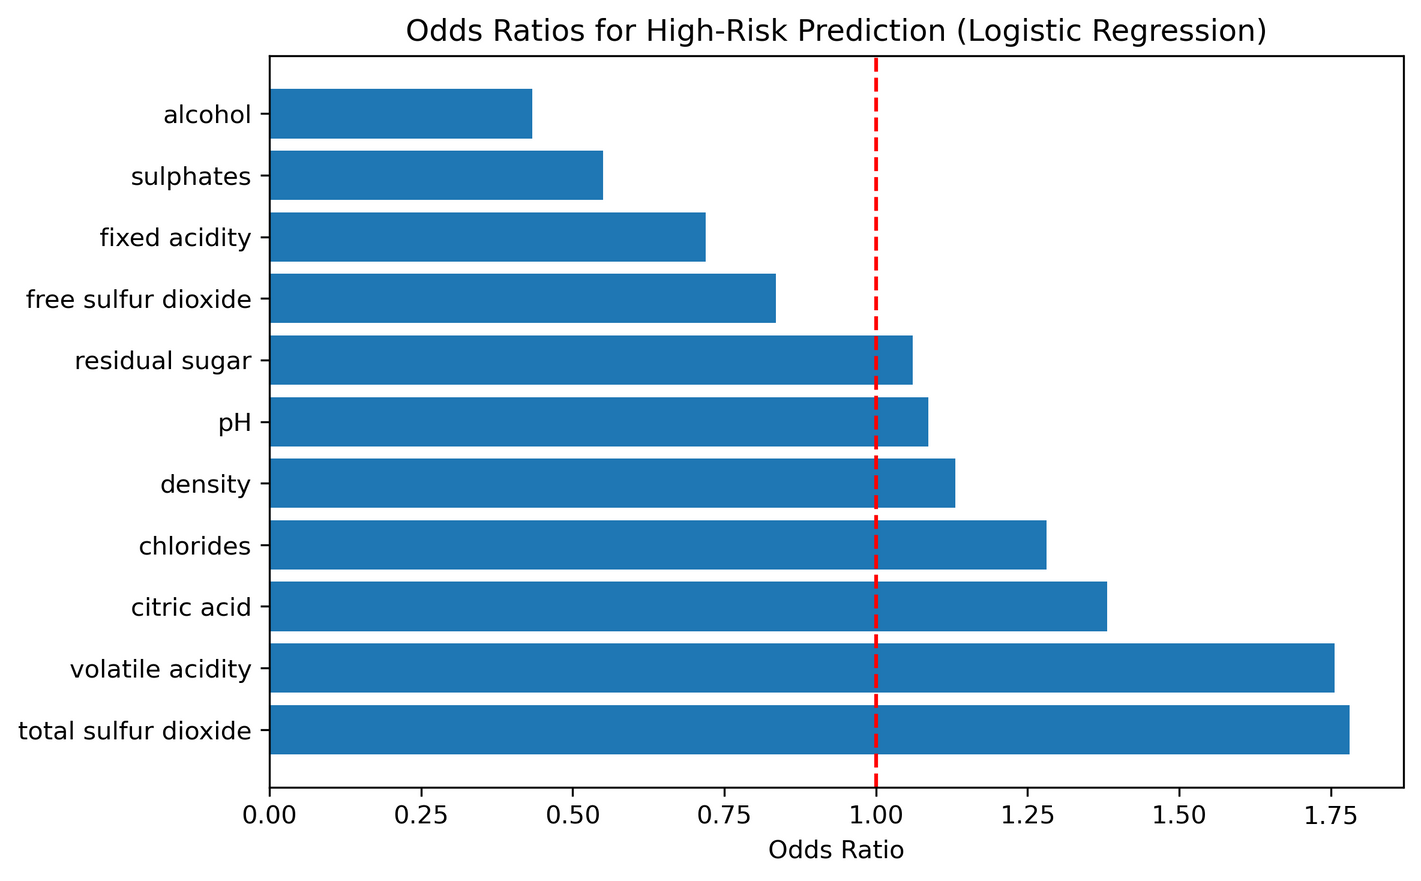 Odds Ratios for High-Risk Prediction (Logistic Regression)
alcohol
sulphates
fixed acidity
free sulfur dioxide
residual sugar
pH
density
chlorides
citric acid
volatile acidity
total sulfur dioxide
0.00 0.25 0.50 0.75 1.00 1.25 1.50 1.75
Odds Ratio